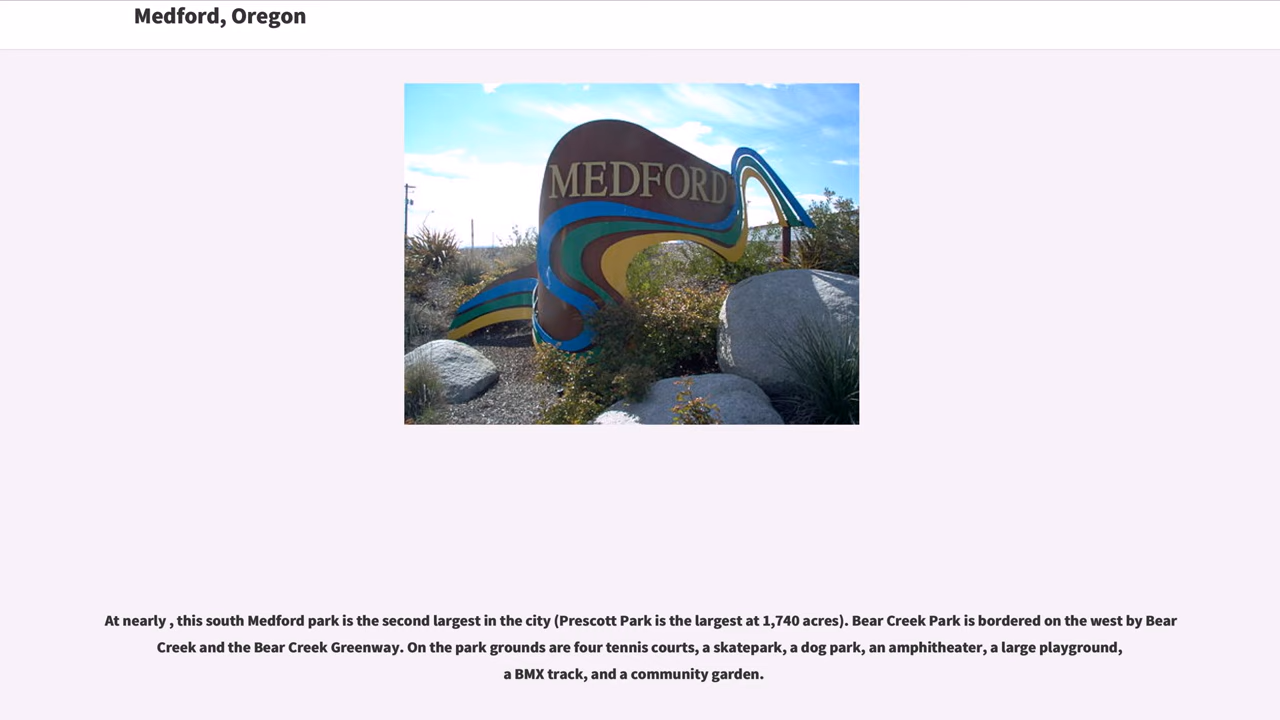 Medford, Oregon
MEDFORD
At nearly , this south Medford park is the second largest in the city (Prescott Park is the largest at 1,740 acres). Bear Creek Park is bordered on the west by Bear
Creek and the Bear Creek Greenway. On the park grounds are four tennis courts, a skatepark, a dog park, an amphitheater, a large playground,
a BMX track, and a community garden.